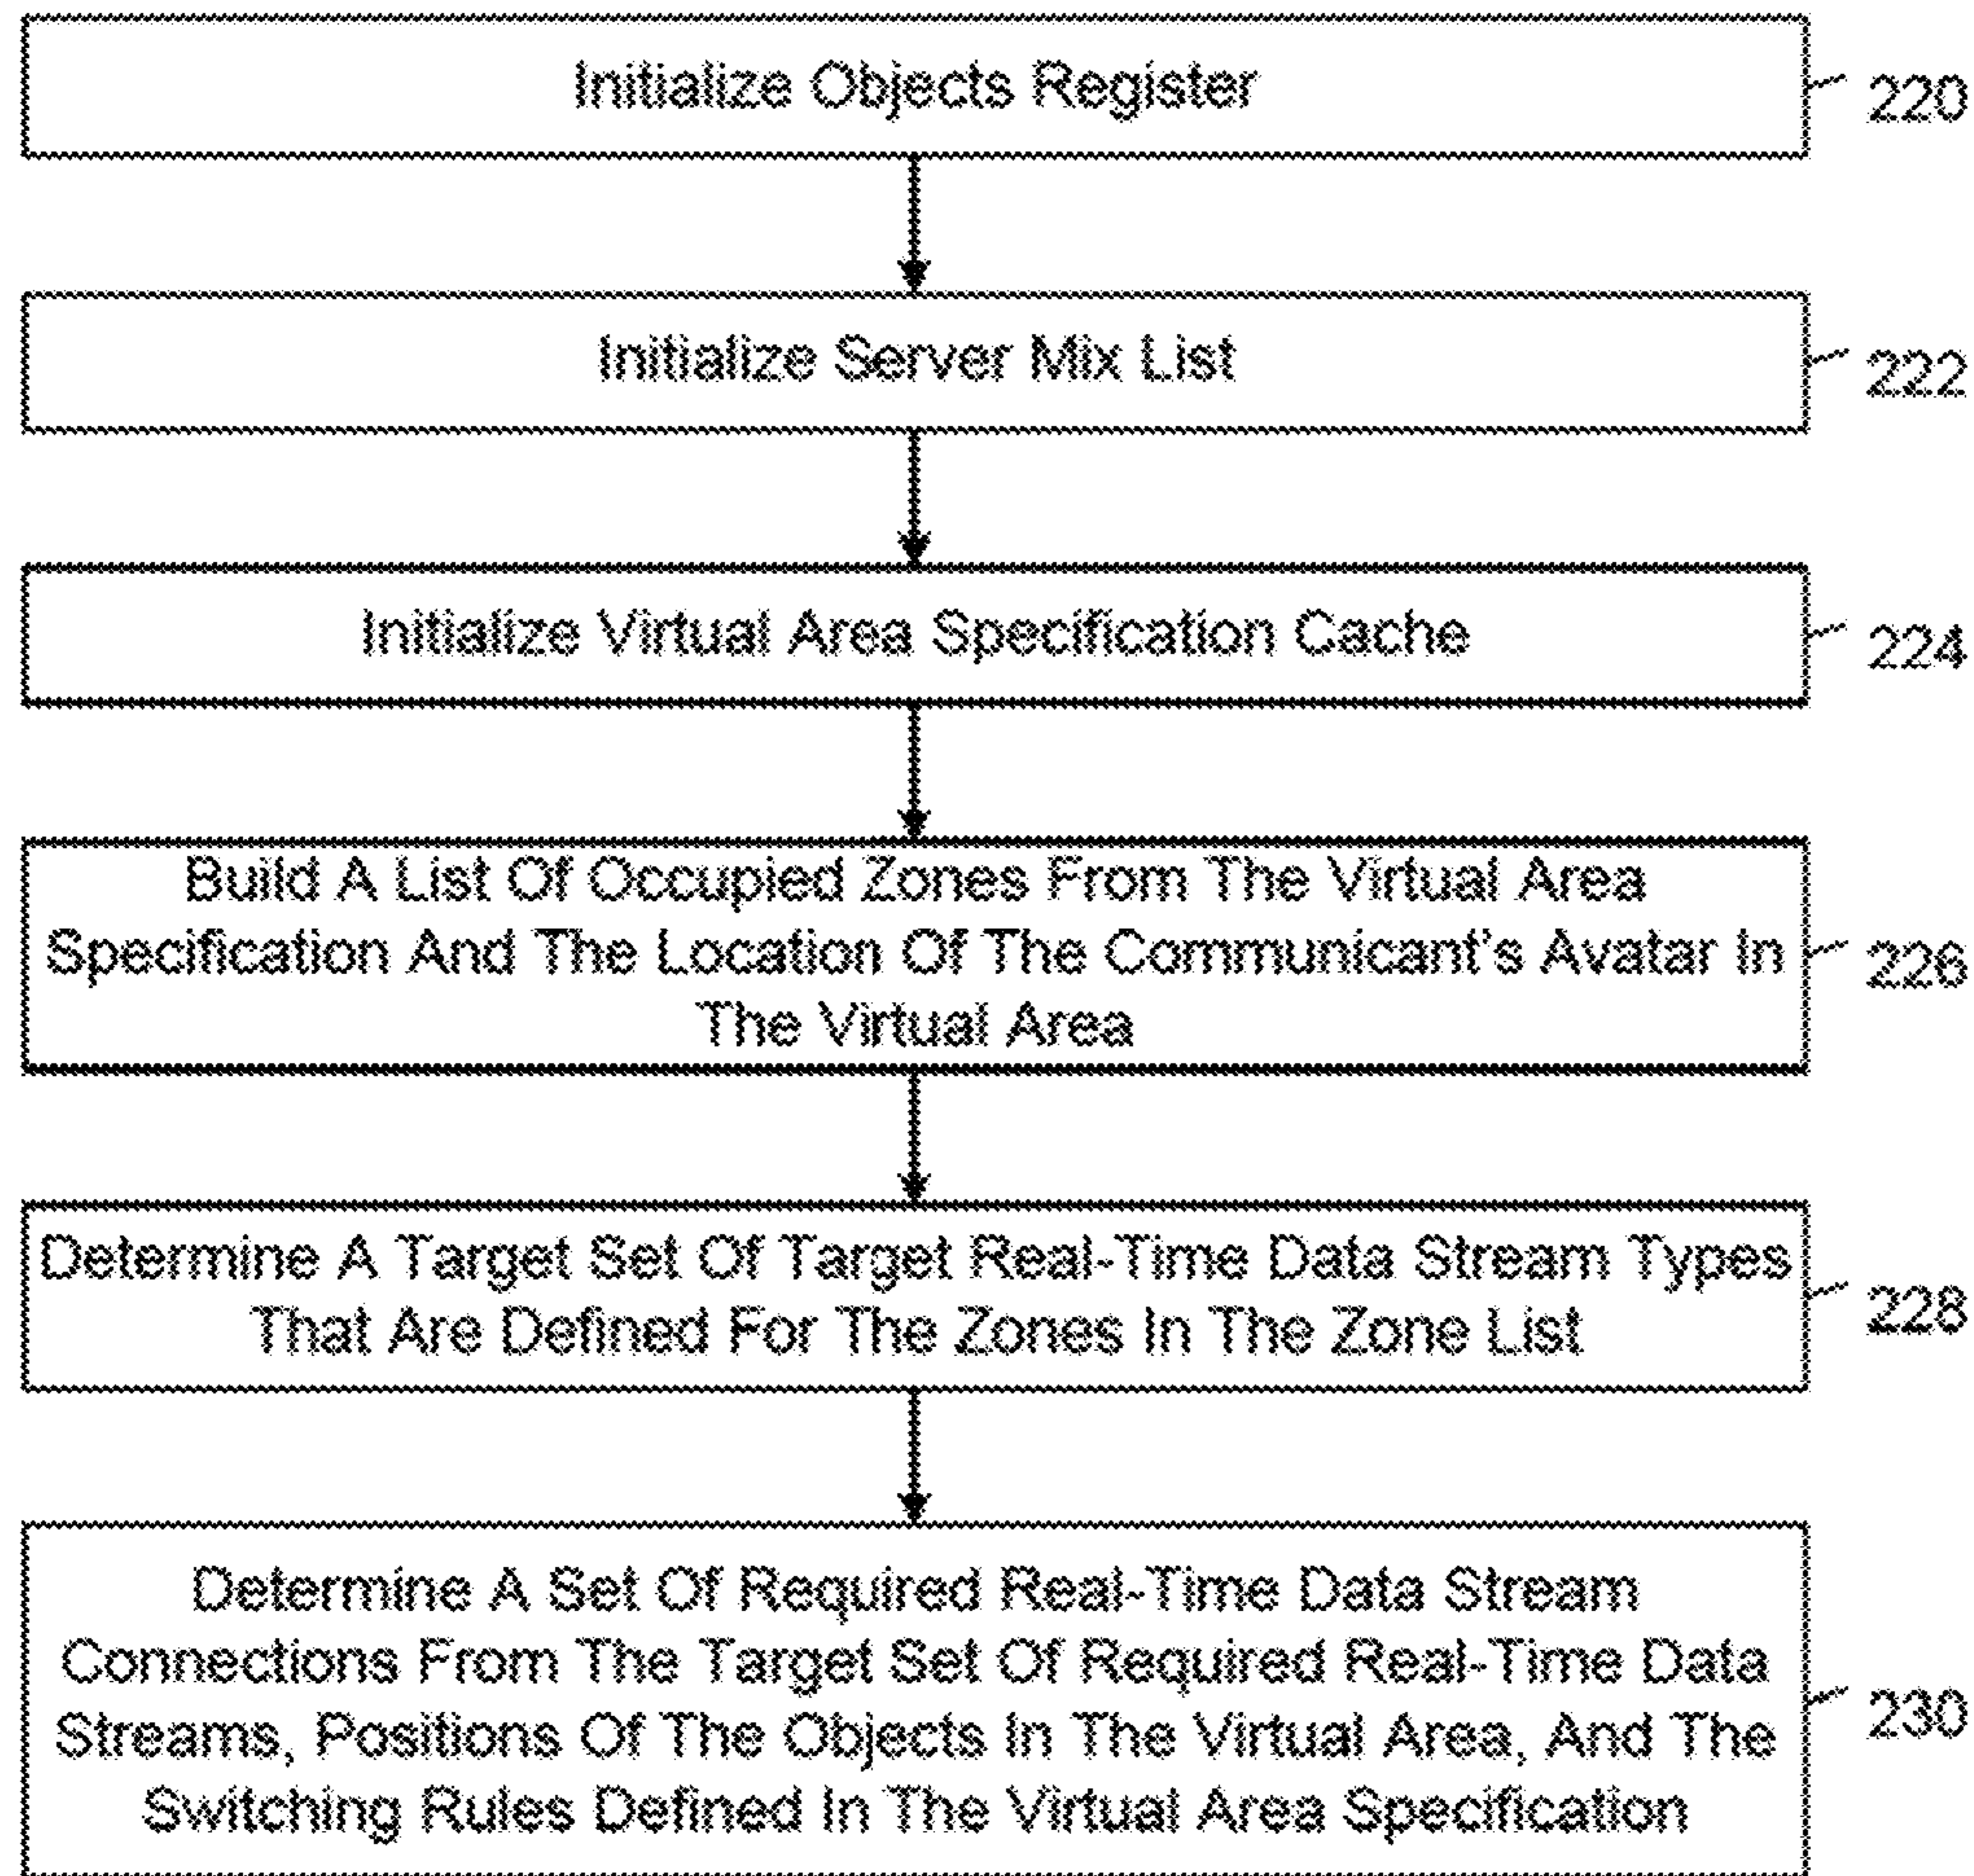 Initialize Objects Register
220
Initialize Server Mix List
222
Initialize Virtual Area Specification Cache
224
Build A List Of Occupied Zones From The Virtual Area
Specification And The Location Of The Communicant's Avatar In
The Virtual Area
226
Determine A Target Set Of Target Real-Time Data Stream Types
That Are Defined For The Zones In The Zone List
228
Determine A Set Of Required Real-Time Data Stream
Connections From The Target Set Of Required Real-Time Data
Streams, Positions Of The Objects In The Virtual Area, And The
Switching Rules Defined In The Virtual Area Specification
230